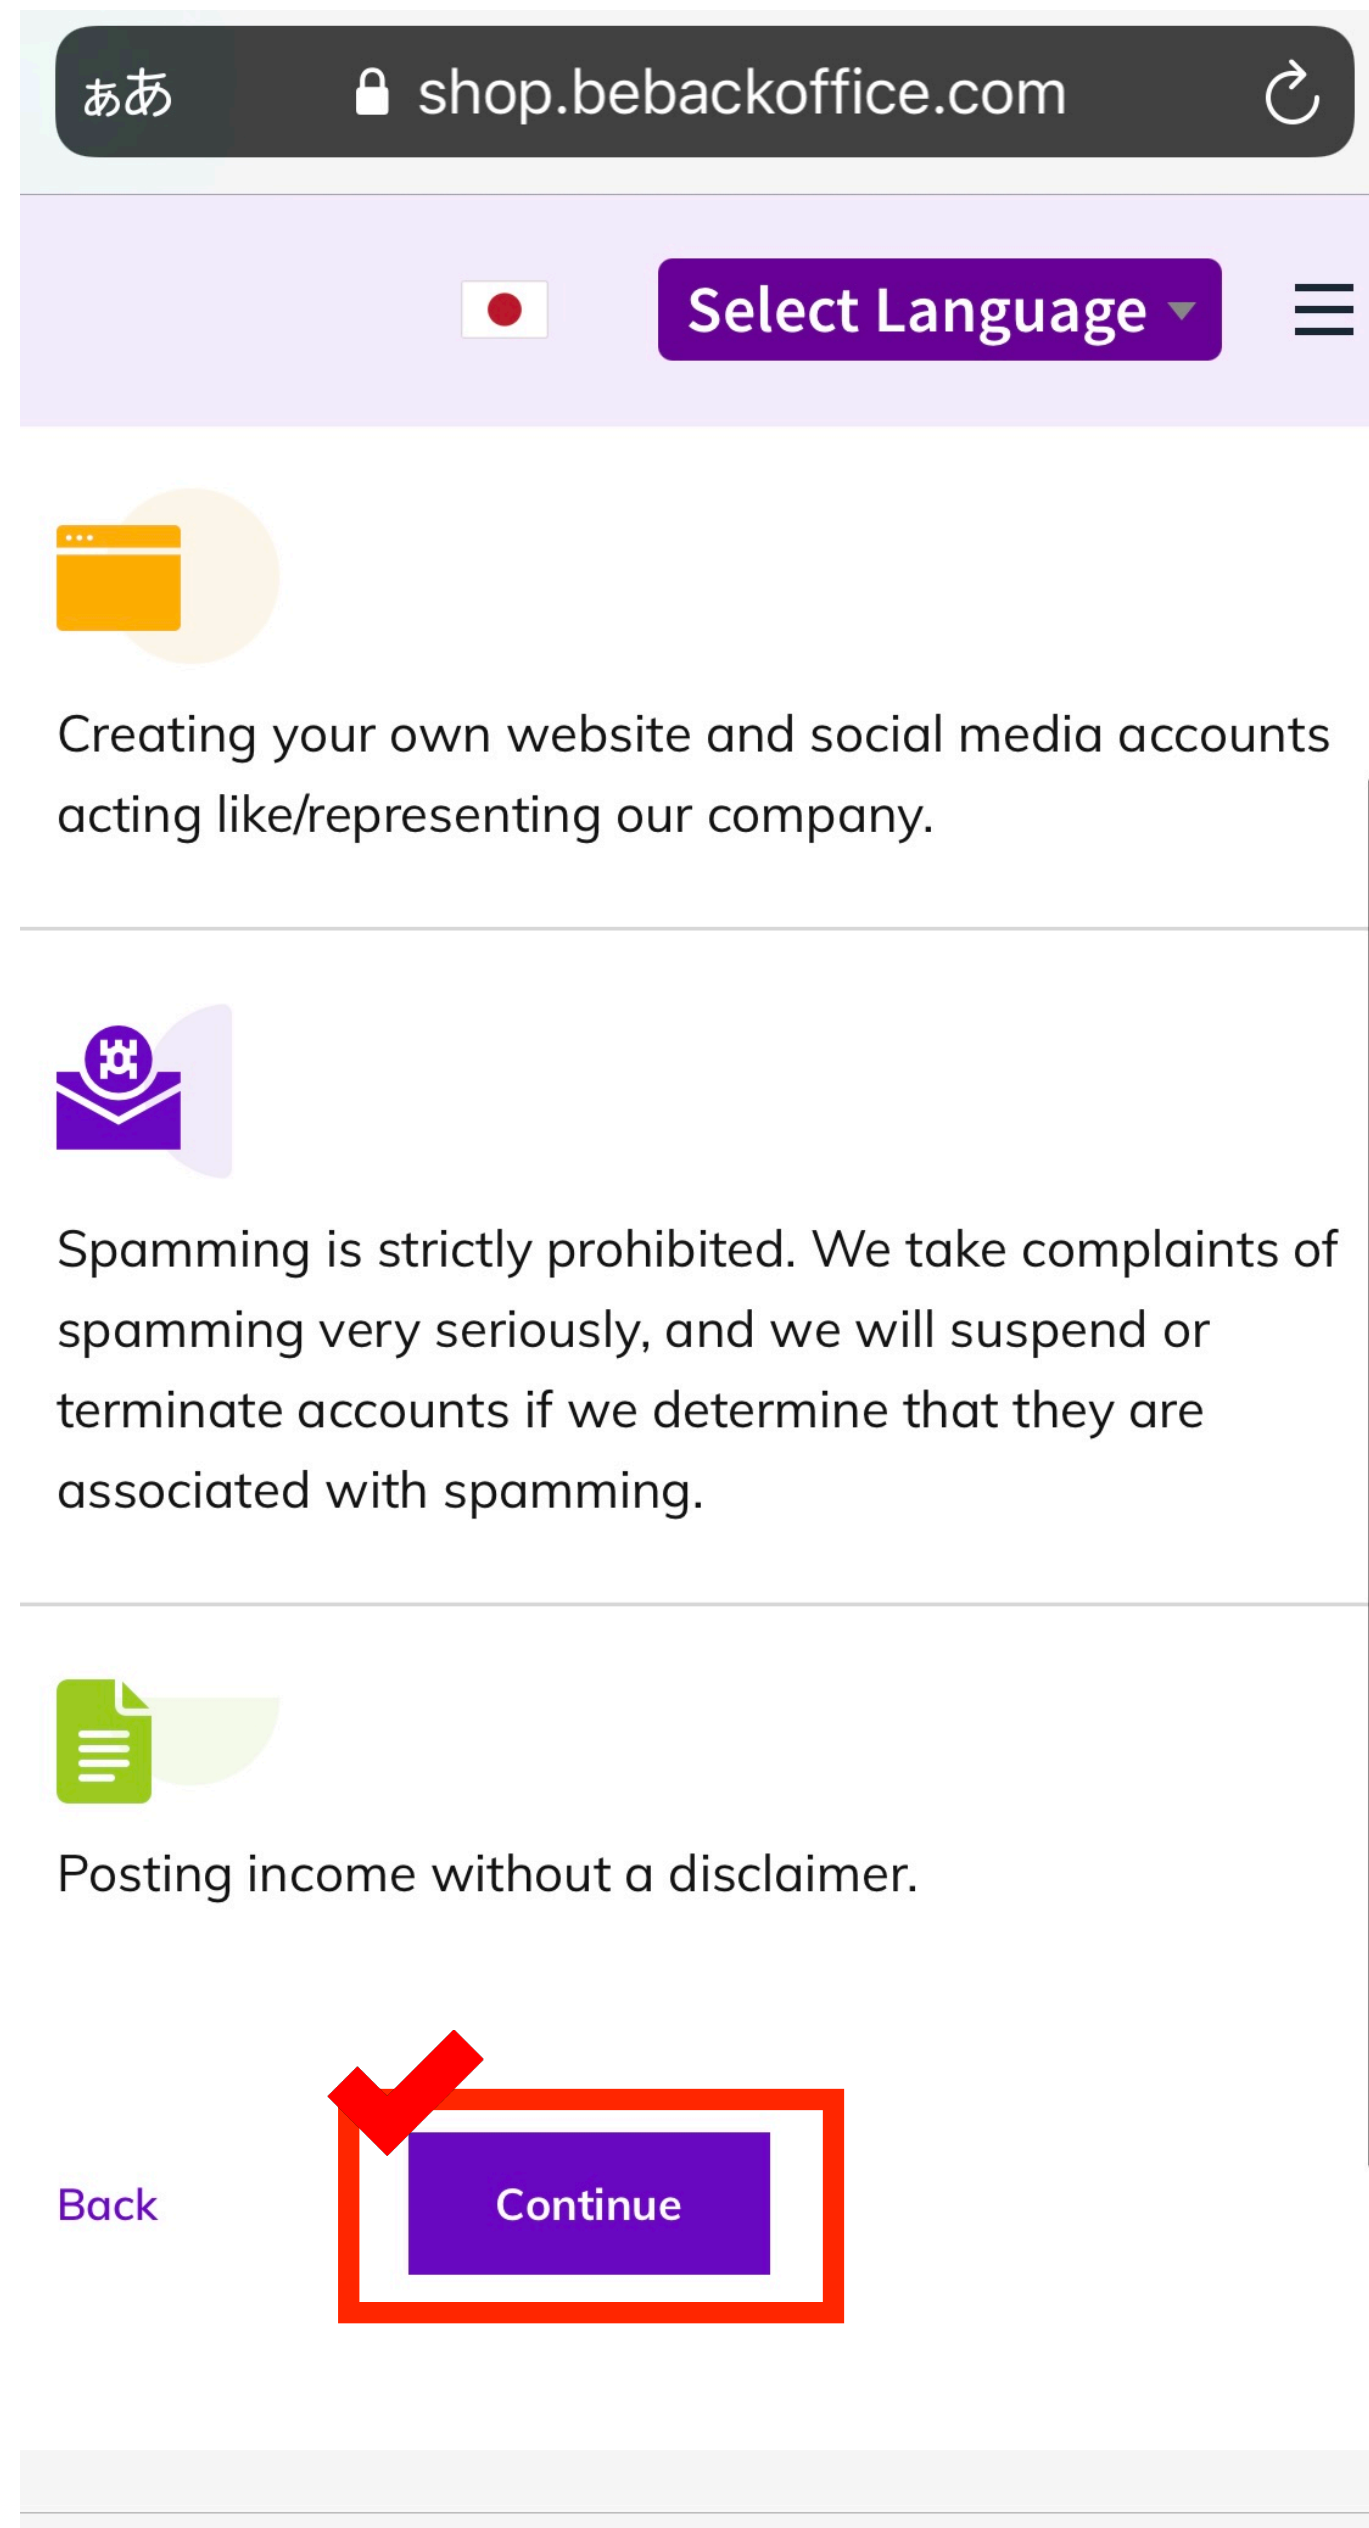 ぁあ shop.bebackoffice.com
Select Language
Creating your own website and social media accounts
acting like/representing our company.
Spamming is strictly prohibited. We take complaints of
spamming very seriously, and we will suspend or
terminate accounts if we determine that they are
associated with spamming.
Posting income without a disclaimer.
Back Continue